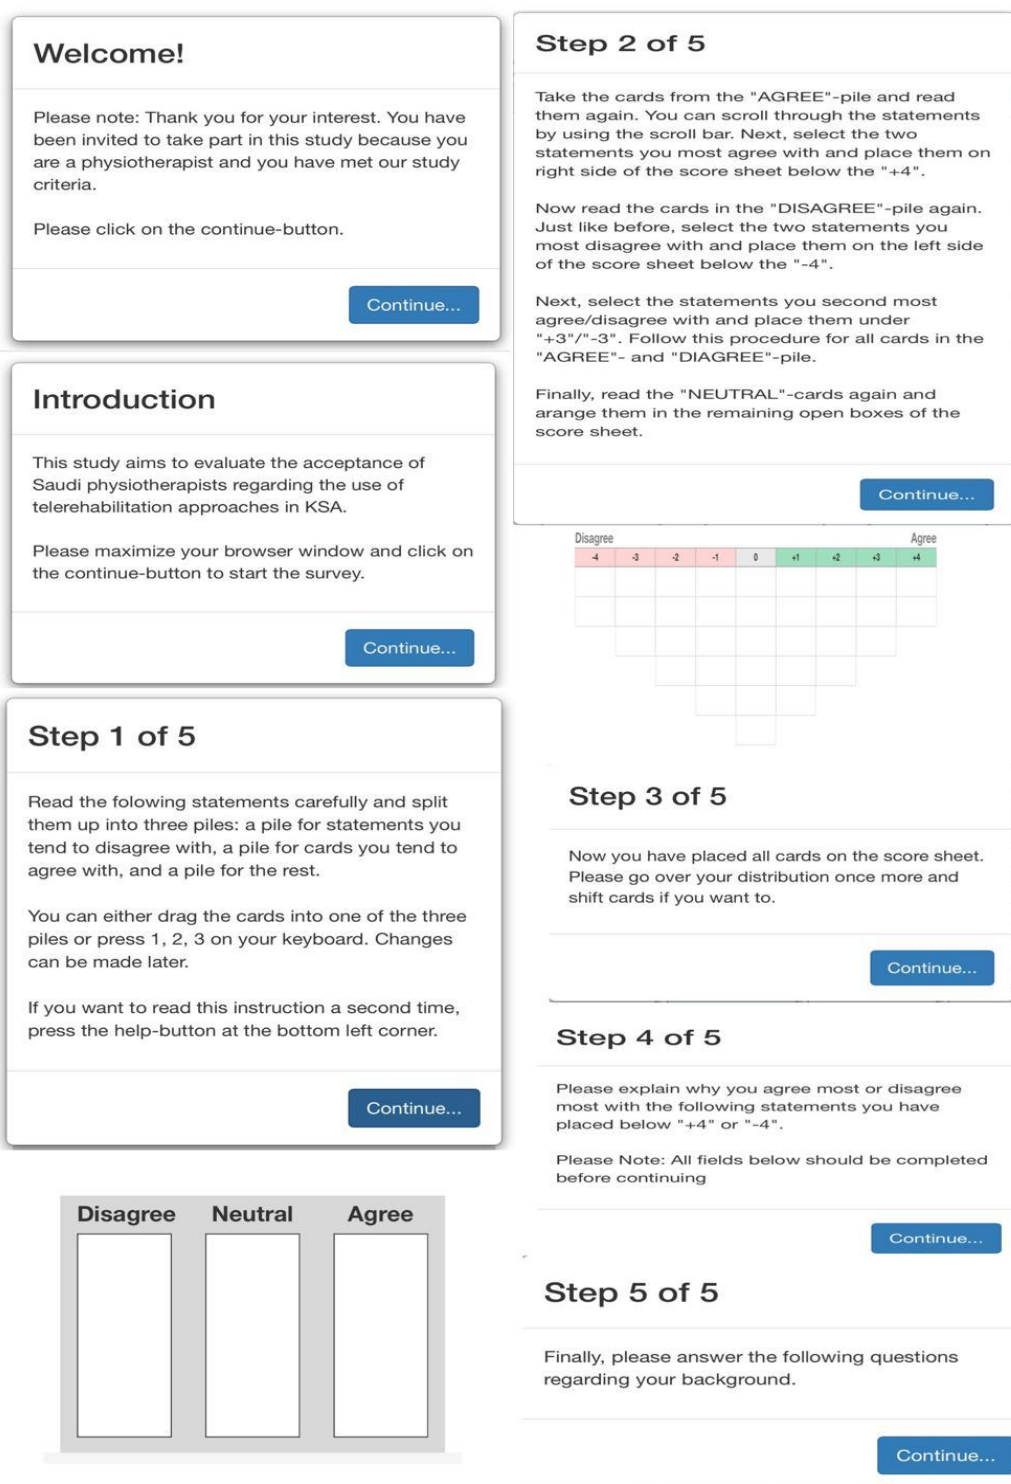 Welcome!
Please note: Thank you for your interest. You have
been invited to take part in this study because you
are a physiotherapist and you have met our study
criteria.
Please click on the continue-button.
Continue...
Introduction
This study aims to evaluate the acceptance of
Saudi physiotherapists regarding the use of
telerehabilitation approaches in KSA.
Please maximize your browser window and click on
the continue-button to start the survey.
Continue...
Step 1 of 5
Read the folowing statements carefully and split
them up into three piles: a pile for statements you
tend to disagree with, a pile for cards you tend to
agree with, and a pile for the rest.
You can either drag the cards into one of the three
piles or press 1, 2, 3 on your keyboard. Changes
can be made later.
If you want to read this instruction a second time,
press the help-button at the bottom left corner.
Continue...
Disagree Neutral Agree
Step 2 of 5
Take the cards from the "AGREE"-pile and read
them again. You can scroll through the statements
by using the scroll bar. Next, select the two
statements you most agree with and place them on
right side of the score sheet below the "+4".
Now read the cards in the "DISAGREE"-pile again.
Just like before, select the two statements you
most disagree with and place them on the left side
of the score sheet below the "-4".
Next, select the statements you second most
agree/disagree with and place them under
"+3"/"-3". Follow this procedure for all cards in the
"AGREE"- and "DIAGREE"-pile.
Finally, read the "NEUTRAL"-cards again and
arange them in the remaining open boxes of the
score sheet.
Continue...
Disagree Agree
-4 -3 -2 -1 0 +1 +2 +3 +4
Step 3 of 5
Now you have placed all cards on the score sheet.
Please go over your distribution once more and
shift cards if you want to.
Continue...
Step 4 of 5
Please explain why you agree most or disagree
most with the following statements you have
placed below "+4" or "-4".
Please Note: All fields below should be completed
before continuing
Continue...
Step 5 of 5
Finally, please answer the following questions
regarding your background.
Continue...